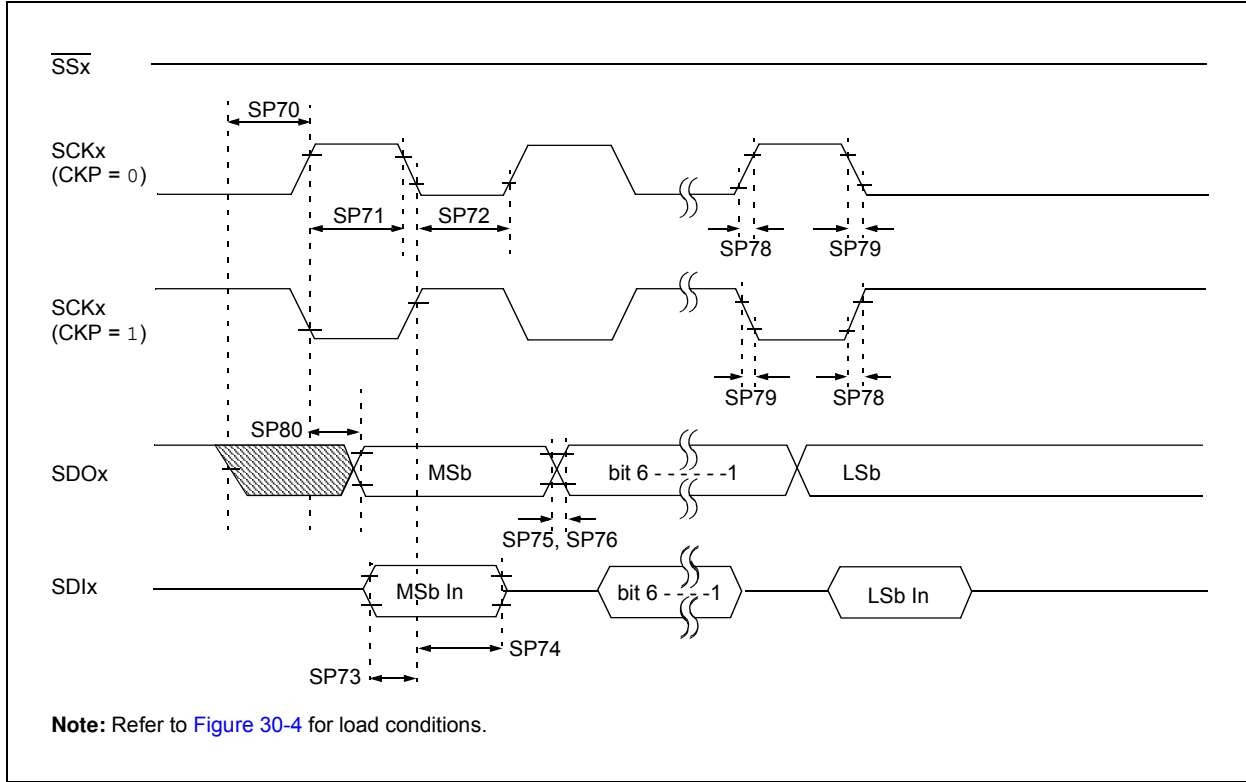 SSx
SP70
SCKx
(CKP = 0)
SP71
SP72
SP78
SP79
SCKx
(CKP = 1)
SP79
SP78
SP80
SDOx
MSb
bit 6 - - - - - -1
LSb
SP75, SP76
SDIx
MSb In
bit 6 - - - -1
LSb In
SP74
SP73
Note: Refer to Figure 30-4 for load conditions.